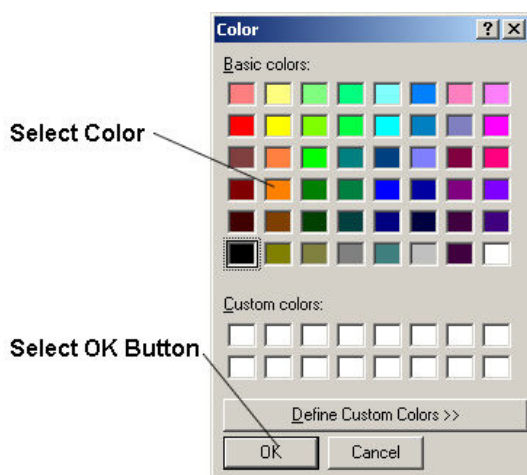 Color
Basic colors:
Select Color
Custom colors:
Select OK Button
Define Custom Colors >>
OK
Cancel